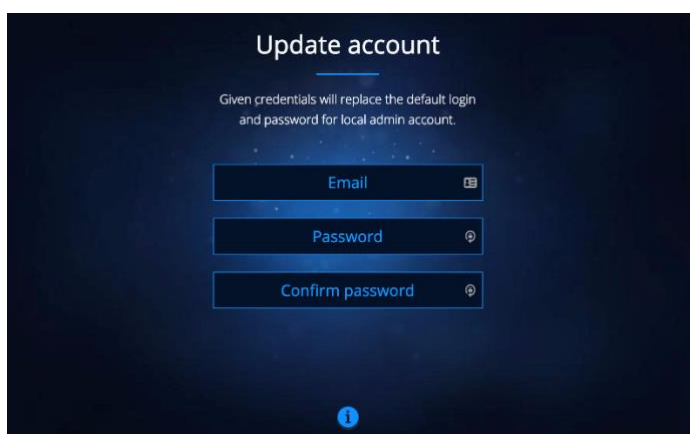 Update account
Given credentials will replace the default login
and password for local admin account.
Email
Password
Confirm password
i